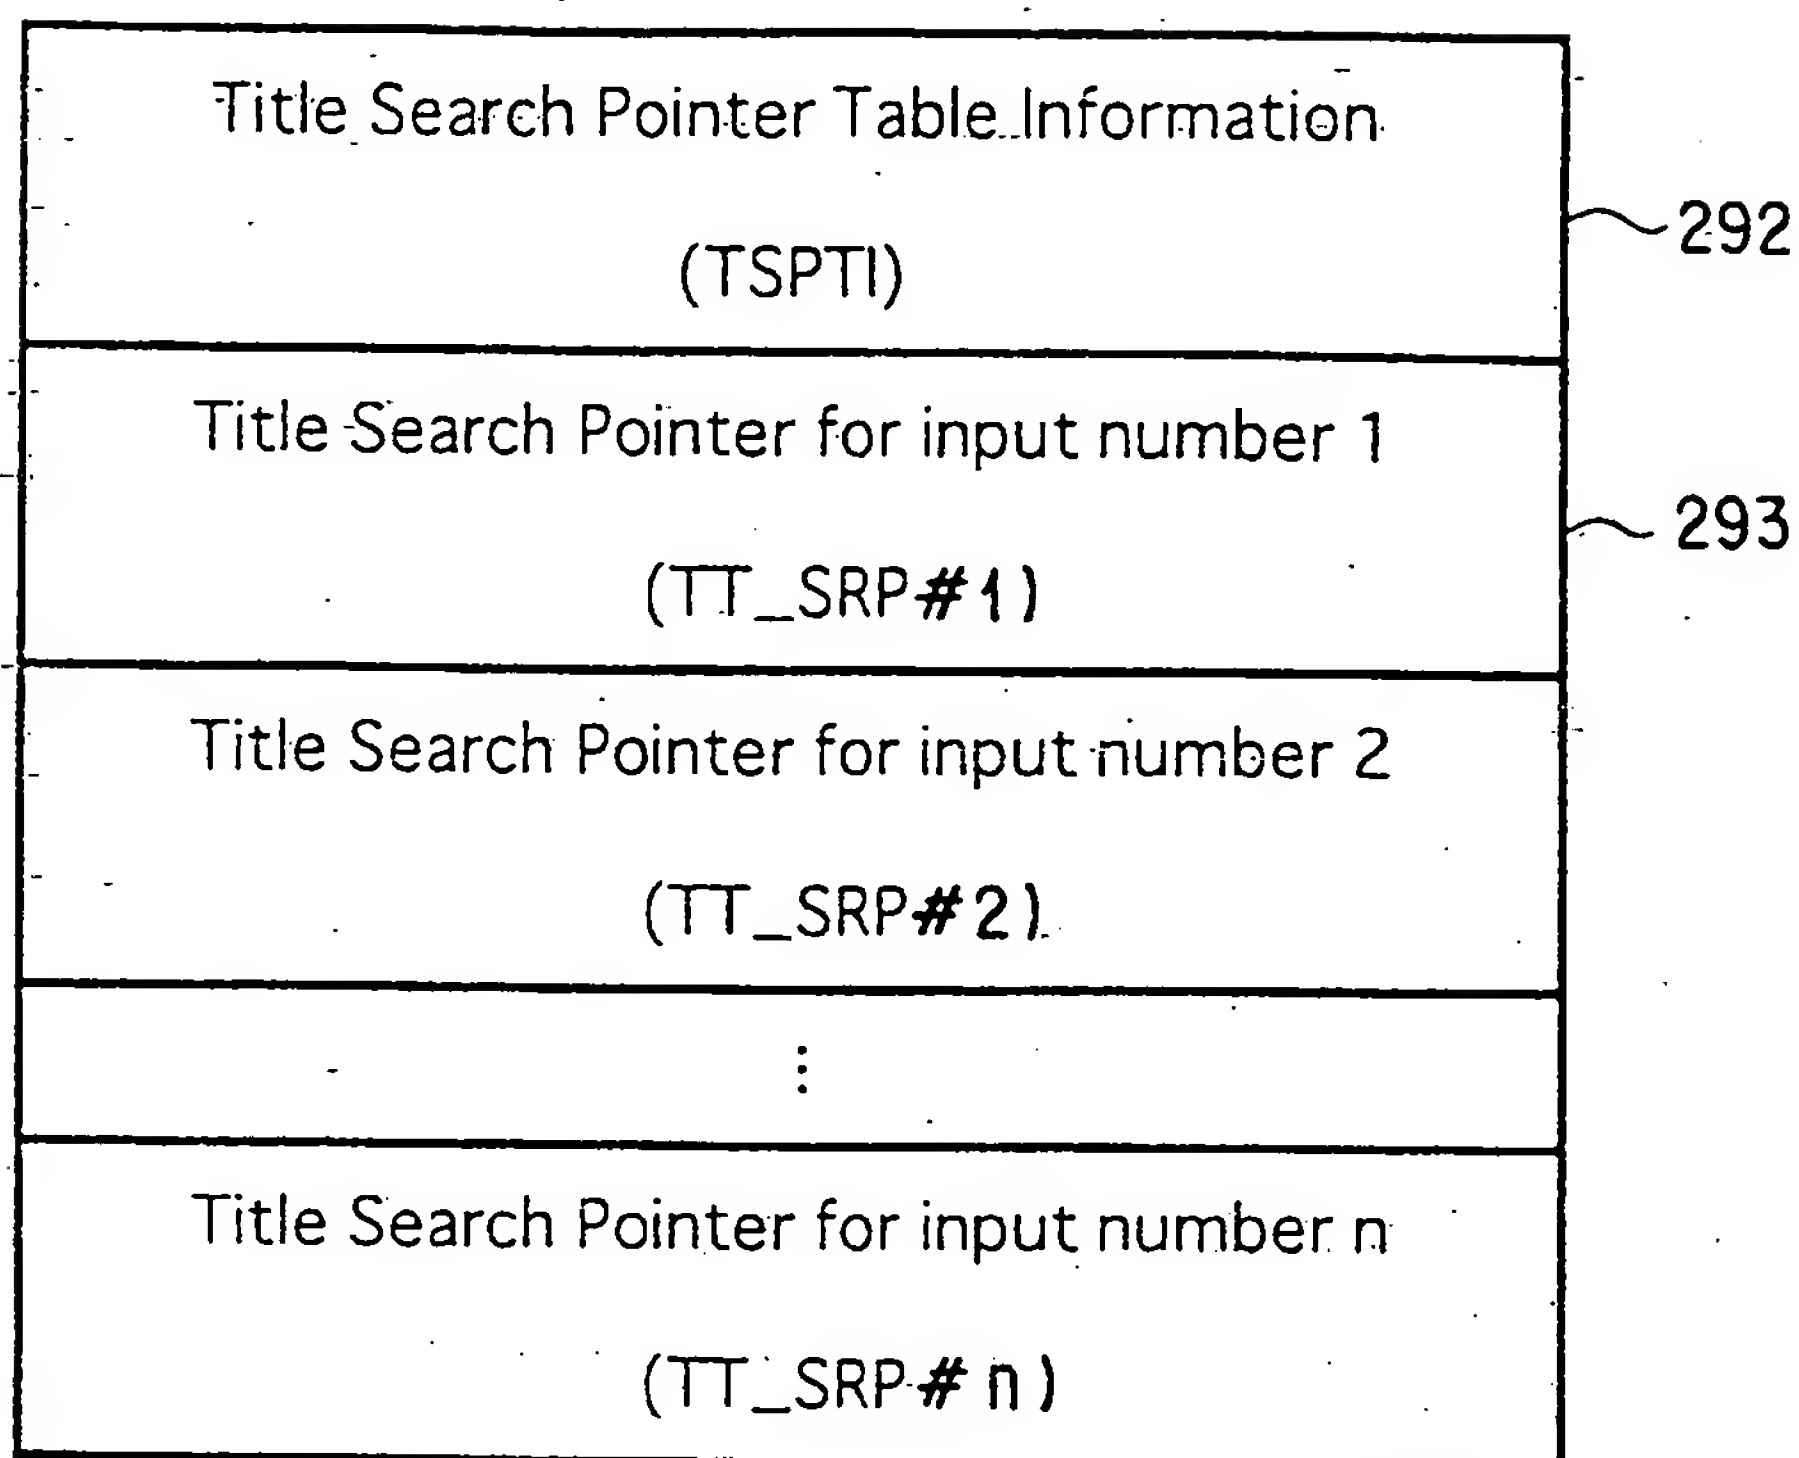 Title Search Pointer Table Information
(TSPTI)
292
Title Search Pointer for input number 1
293
(TT_SRP#1)
Title Search Pointer for input number 2
(TT_SRP#2)
⋮
Title Search Pointer for input number n
(TT_SRP#n)